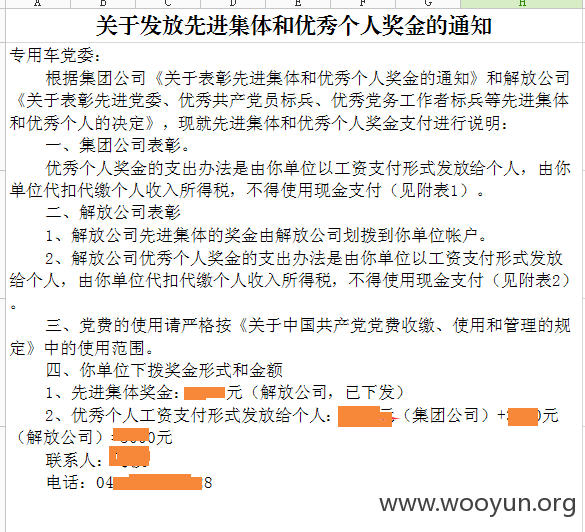 A B C D E F G H
关于发放先进集体和优秀个人奖金的通知
专用车党委：
根据集团公司《关于表彰先进集体和优秀个人奖金的通知》和解放公司
《关于表彰先进党委、优秀共产党员标兵、优秀党务工作者标兵等先进集体
和优秀个人的决定》，现就先进集体和优秀个人奖金支付进行说明：
一、集团公司表彰。
优秀个人奖金的支出办法是由你单位以工资支付形式发放给个人，由你
单位代扣代缴个人收入所得税，不得使用现金支付（见附表1）。
二、解放公司表彰
1、解放公司先进集体的奖金由解放公司划拨到你单位帐户。
2、解放公司优秀个人奖金的支出办法是由你单位以工资支付形式发放
给个人，由你单位代扣代缴个人收入所得税，不得使用现金支付（见附表2）
。
三、党费的使用请严格按《关于中国共产党党费收缴、使用和管理的规
定》中的使用范围。
四、你单位下拨奖金形式和金额
1、先进集体奖金：元（解放公司，已下发）
2、优秀个人工资支付形式发放给个人：（集团公司）+0元
（解放公司）=000元
联系人：
电话：04 8
www.wooyun.org